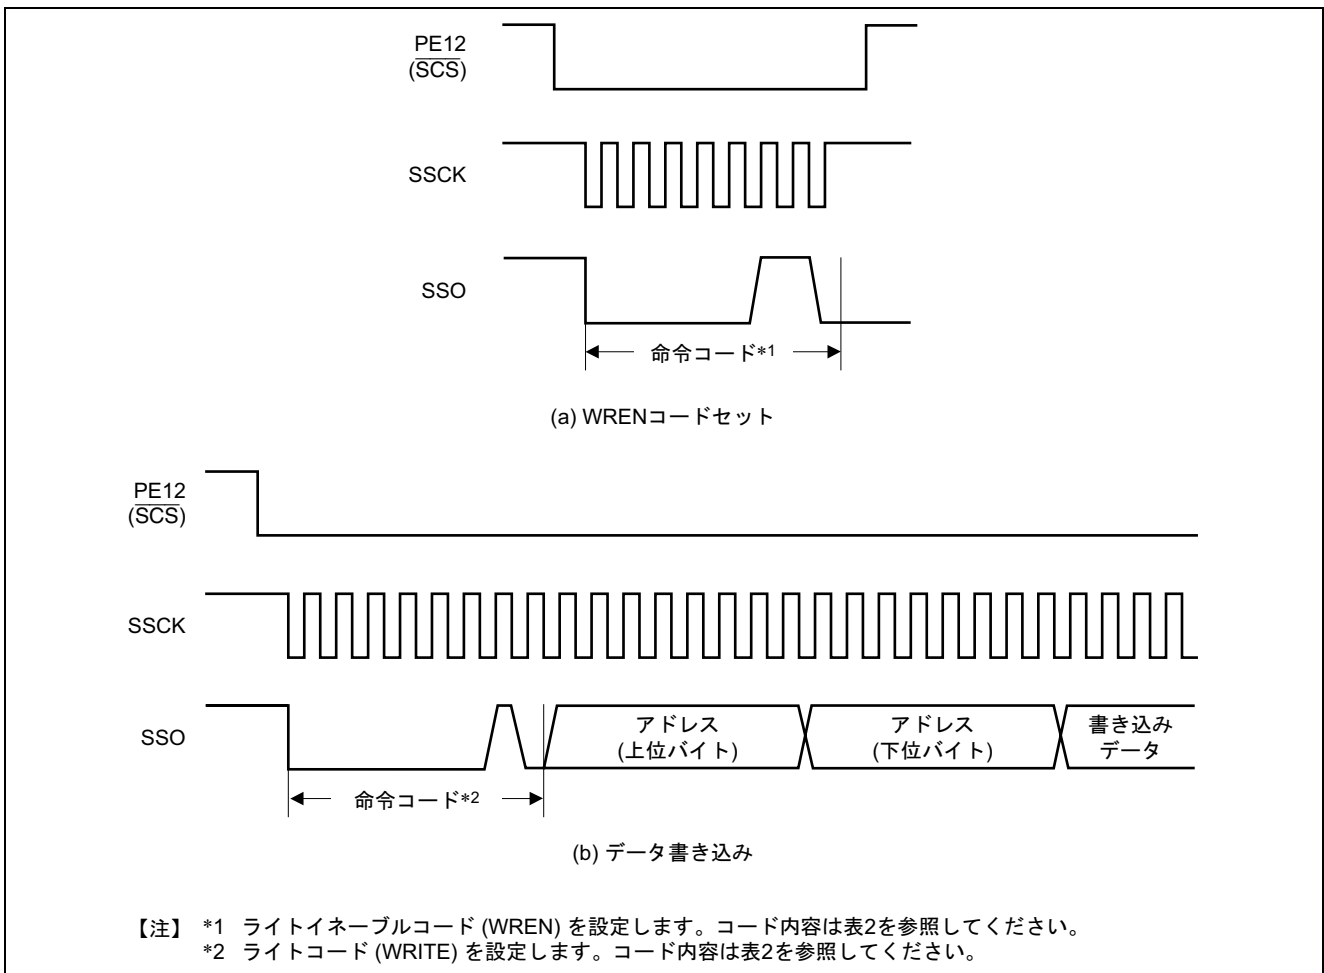 PE12
(SCS)
SSCK
SSO
命令コード*1
(a) WRENコードセット
PE12
(SCS)
SSCK
SSO
アドレス
(上位バイト)
アドレス
(下位バイト)
書き込み
データ
命令コード*2
(b) データ書き込み
【注】 *1 ライトイネーブルコード (WREN) を設定します。コード内容は表2を参照してください。
*2 ライトコード (WRITE) を設定します。コード内容は表2を参照してください。